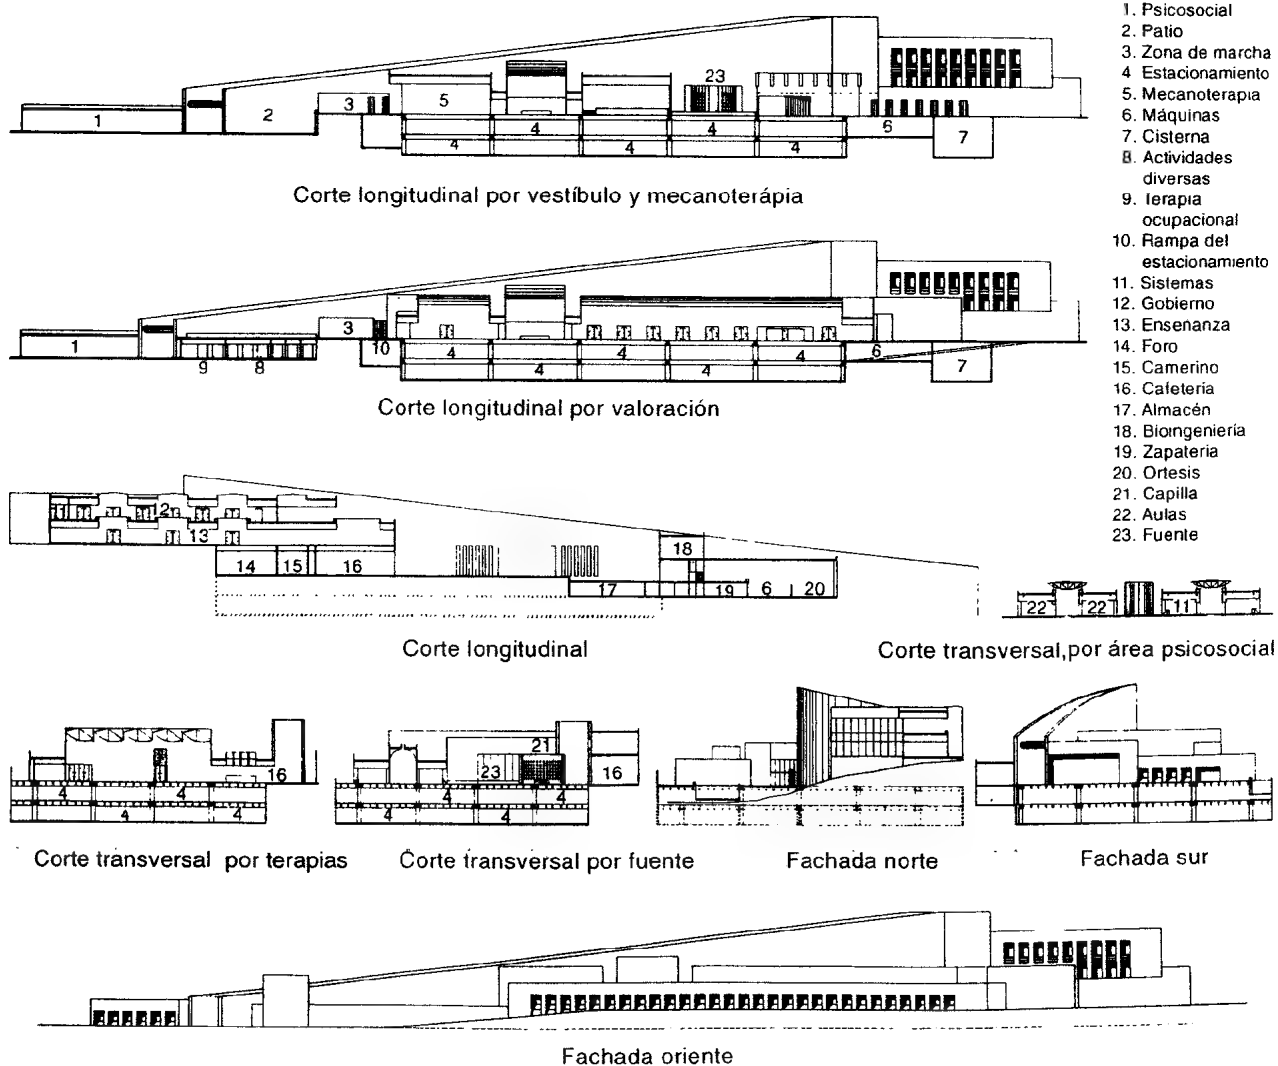 1. Psicosocial
2. Patio
3. Zona de marcha
4. Estacionamiento
5. Mecanoterapia
6. Máquinas
7. Cisterna
8. Actividades
diversas
9. Terapia
ocupacional
10. Rampa del
estacionamiento
11. Sistemas
12. Gobierno
13. Ensenanza
14. Foro
15. Camerino
16. Cafeteria
17. Almacén
18. Bioingeniería
19. Zapateria
20. Ortesis
21. Capilla
22. Aulas
23. Fuente
1 2 3 5 4 4 4 4 4 23 6 7
Corte longitudinal por vestíbulo y mecanoterápia
1 9 8 3 10 4 4 4 4 4 6 7
Corte longitudinal por valoración
12 13 14 15 16 17 18 19 6 20
Corte longitudinal
22 22 11
Corte transversal,por área psicosocial
4 4 4 4 16
Corte transversal por terapias
21 23 16 4 4 4 4
Corte transversal por fuente
Fachada norte
Fachada sur
Fachada oriente